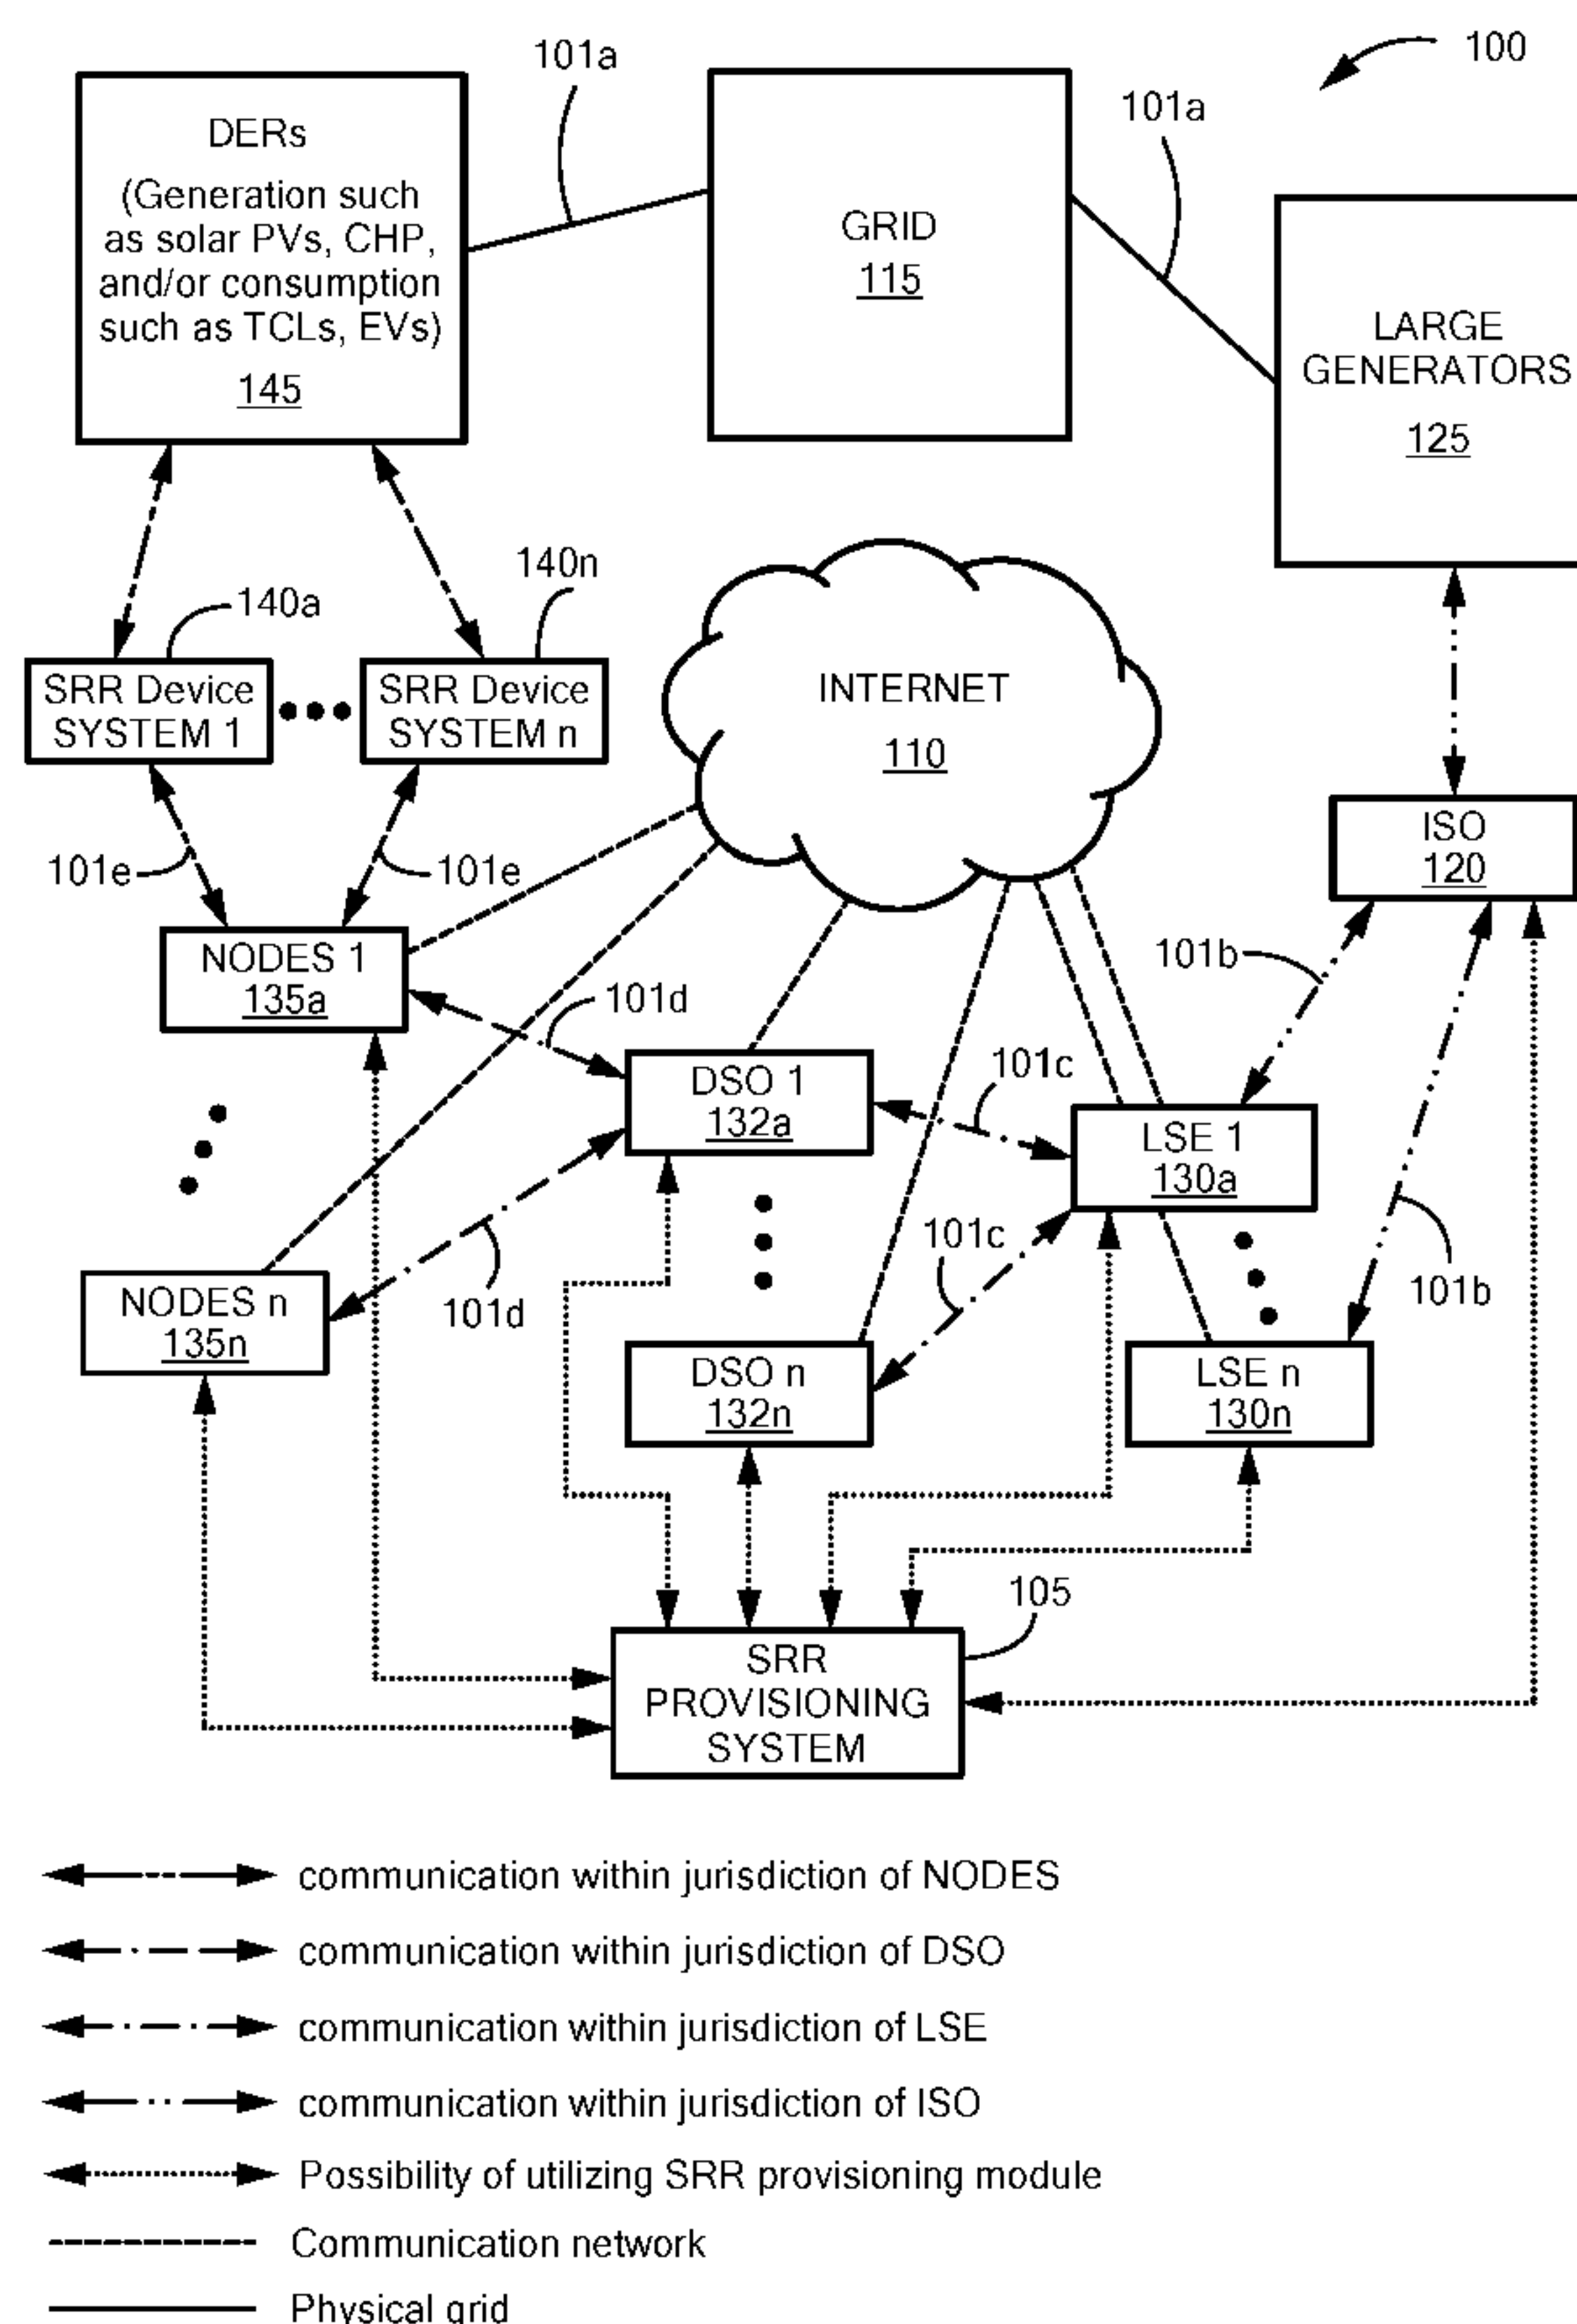 100
101a
101a
DERs
(Generation such
as solar PVs, CHP,
and/or consumption
such as TCLs, EVs)
145
GRID
115
LARGE
GENERATORS
125
140a
140n
SRR Device
SYSTEM 1
SRR Device
SYSTEM n
INTERNET
110
ISO
120
101e
101e
NODES 1
135a
101d
101b
DSO 1
132a
101c
LSE 1
130a
101c
101b
101d
NODES n
135n
DSO n
132n
LSE n
130n
105
SRR
PROVISIONING
SYSTEM
communication within jurisdiction of NODES
communication within jurisdiction of DSO
communication within jurisdiction of LSE
communication within jurisdiction of ISO
Possibility of utilizing SRR provisioning module
Communication network
Physical grid